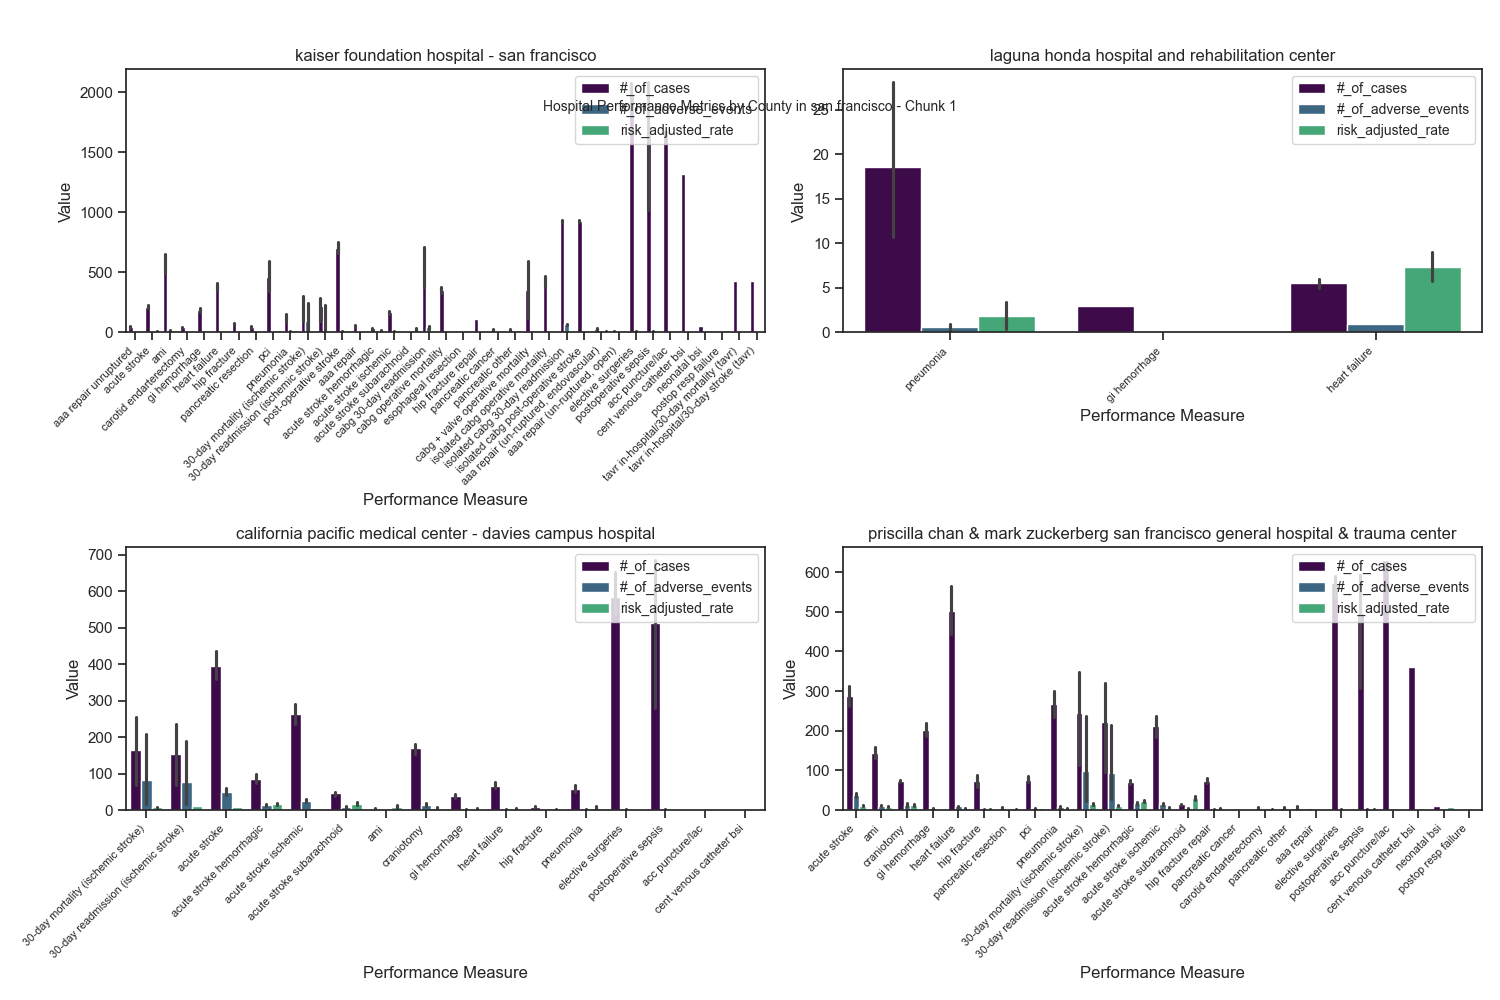 kaiser foundation hospital - san francisco
laguna honda hospital and rehabilitation center
Hospital Performance Metrics by County in san francisco - Chunk 1
#_of_cases
#_of_adverse_events
risk_adjusted_rate
Value
2000
1500
1000
500
0
aaa repair unruptured
acute stroke
ami
carotid endarterectomy
gi hemorrhage
heart failure
hip fracture
pancreatic resection
pci
pneumonia
30-day mortality (ischemic stroke)
30-day readmission (ischemic stroke)
post-operative stroke
aaa repair
acute stroke hemorrhagic
acute stroke ischemic
acute stroke subarachnoid
cabg 30-day readmission
cabg operative mortality
esophageal resection
hip fracture repair
pancreatic cancer
pancreatic other
cabg + valve operative mortality
isolated cabg operative mortality
isolated cabg 30-day readmission
isolated cabg post-operative stroke
aaa repair (un-ruptured, endovascular)
aaa repair (un-ruptured, open)
elective surgeries
postoperative sepsis
acc puncture/lac
cent venous catheter bsi
neonatal bsi
postop resp failure
tavr in-hospital/30-day mortality (tavr)
tavr in-hospital/30-day stroke (tavr)
Performance Measure
#_of_cases
#_of_adverse_events
risk_adjusted_rate
Value
25
20
15
10
5
0
pneumonia
gi hemorrhage
heart failure
Performance Measure
california pacific medical center - davies campus hospital
#_of_cases
#_of_adverse_events
risk_adjusted_rate
Value
700
600
500
400
300
200
100
0
30-day mortality (ischemic stroke)
30-day readmission (ischemic stroke)
acute stroke
acute stroke hemorrhagic
acute stroke ischemic
acute stroke subarachnoid
ami
craniotomy
gi hemorrhage
heart failure
hip fracture
pneumonia
elective surgeries
postoperative sepsis
acc puncture/lac
cent venous catheter bsi
Performance Measure
priscilla chan & mark zuckerberg san francisco general hospital & trauma center
#_of_cases
#_of_adverse_events
risk_adjusted_rate
Value
600
500
400
300
200
100
0
acute stroke
ami
craniotomy
gi hemorrhage
heart failure
hip fracture
pancreatic resection
pci
pneumonia
30-day mortality (ischemic stroke)
30-day readmission (ischemic stroke)
acute stroke hemorrhagic
acute stroke ischemic
acute stroke subarachnoid
hip fracture repair
pancreatic cancer
carotid endarterectomy
pancreatic other
aaa repair
elective surgeries
postoperative sepsis
acc puncture/lac
cent venous catheter bsi
neonatal bsi
postop resp failure
Performance Measure